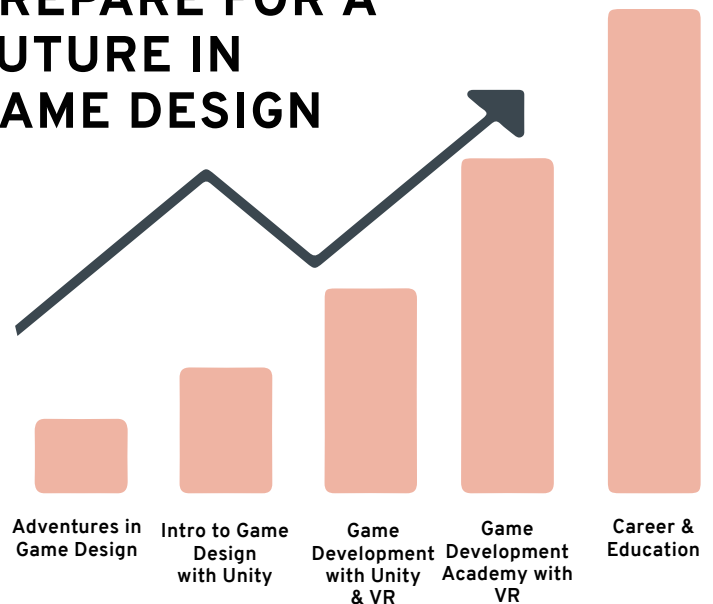 REPARE FOR A
UTURE IN
AME DESIGN
Adventures in
Game Design
Intro to Game
Design
with Unity
Game
Development
with Unity
& VR
Game
Development
Academy with
VR
Career &
Education